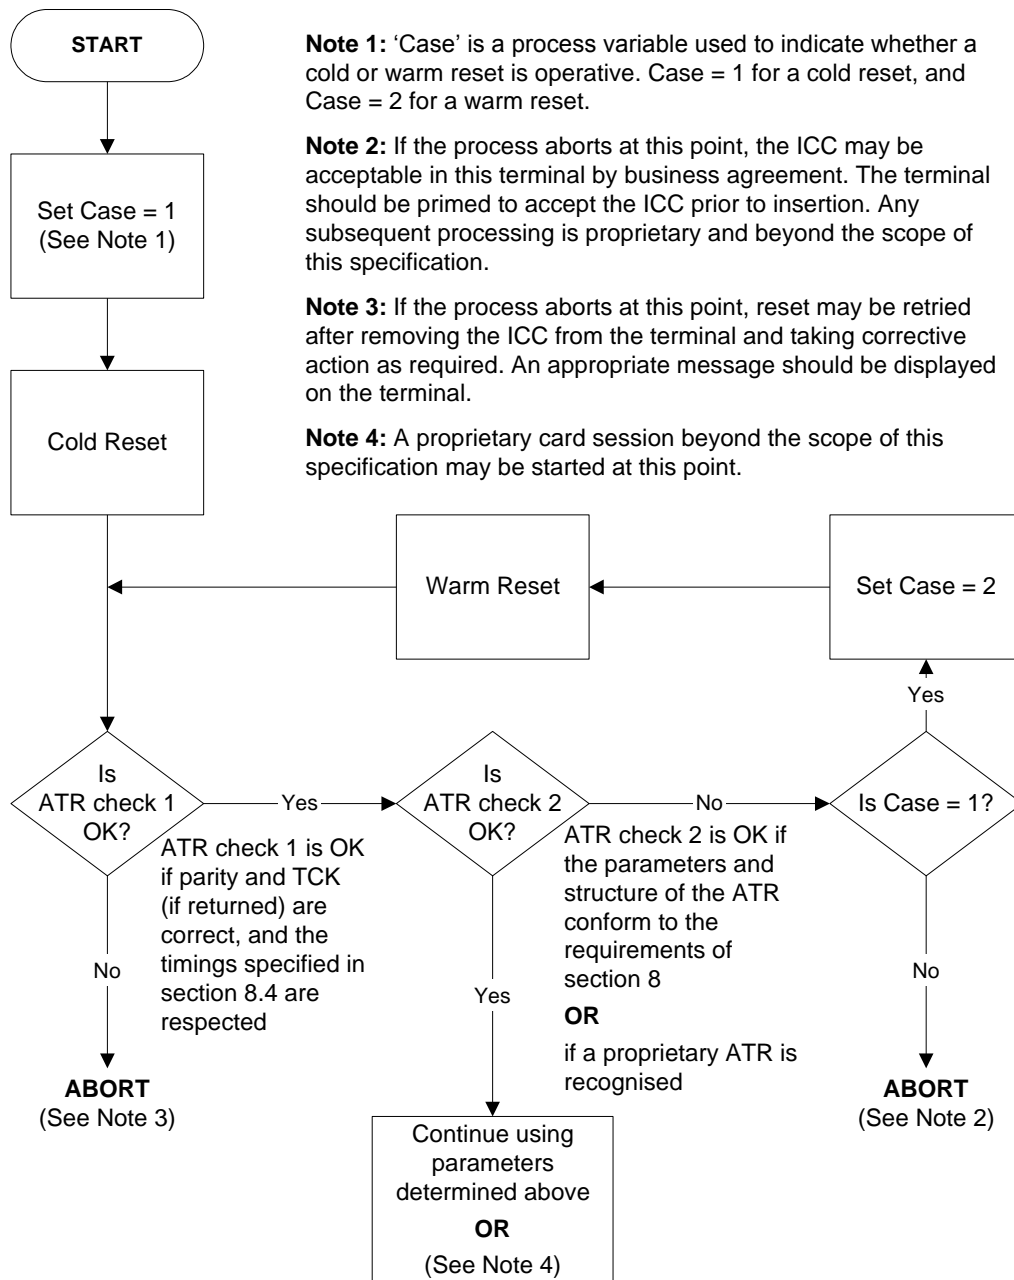 START
Note 1: ‘Case’ is a process variable used to indicate whether a
cold or warm reset is operative. Case = 1 for a cold reset, and
Case = 2 for a warm reset.
Note 2: If the process aborts at this point, the ICC may be
acceptable in this terminal by business agreement. The terminal
should be primed to accept the ICC prior to insertion. Any
subsequent processing is proprietary and beyond the scope of
this specification.
Note 3: If the process aborts at this point, reset may be retried
after removing the ICC from the terminal and taking corrective
action as required. An appropriate message should be displayed
on the terminal.
Note 4: A proprietary card session beyond the scope of this
specification may be started at this point.
Set Case = 1
(See Note 1)
Cold Reset
Warm Reset
Set Case = 2
Yes
Is
ATR check 1
OK?
Yes
Is
ATR check 2
OK?
No
Is Case = 1?
ATR check 1 is OK
if parity and TCK
(if returned) are
correct, and the
timings specified in
section 8.4 are
respected
ATR check 2 is OK if
the parameters and
structure of the ATR
conform to the
requirements of
section 8
OR
if a proprietary ATR is
recognised
No
Yes
No
ABORT
(See Note 3)
ABORT
(See Note 2)
Continue using
parameters
determined above
OR
(See Note 4)